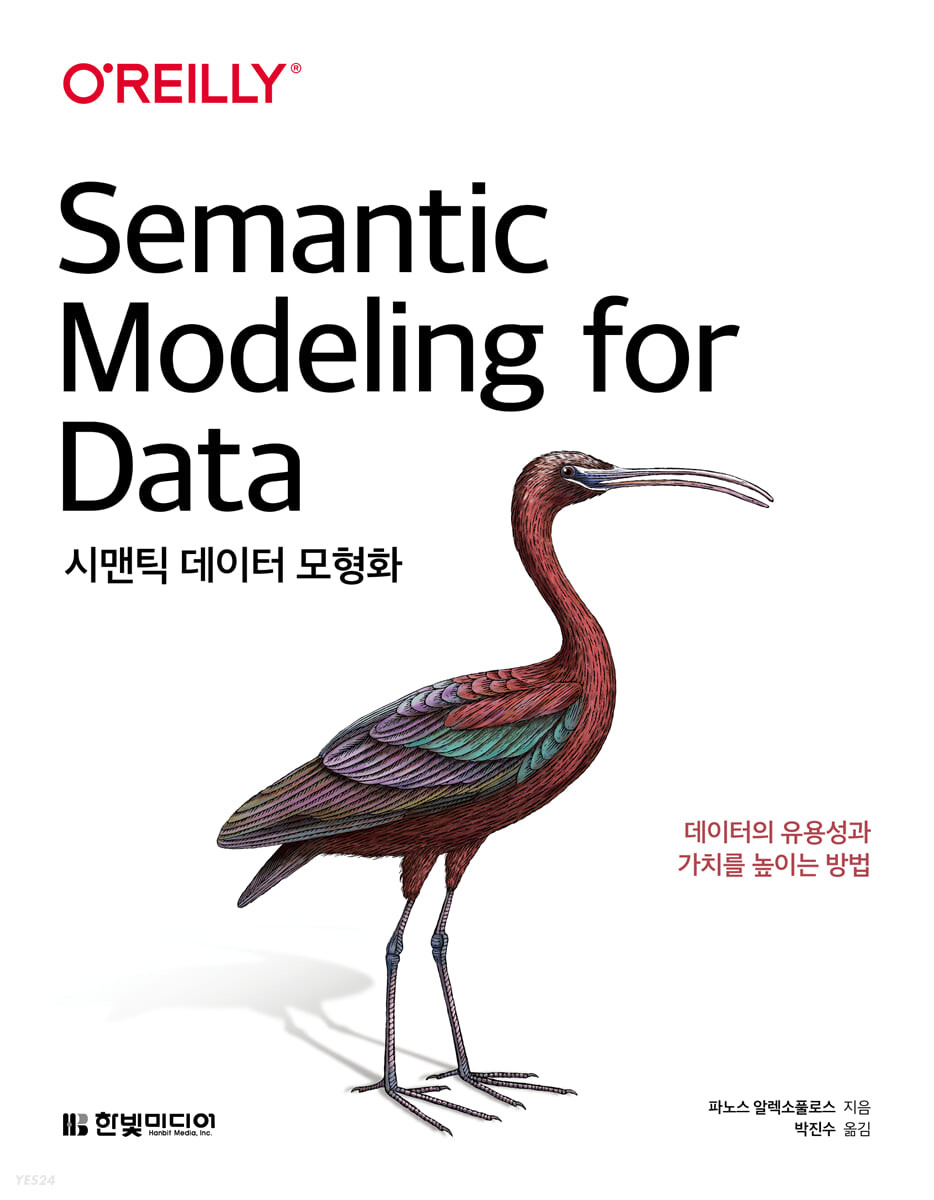 O'REILLY®
Semantic
Modeling for
Data
시맨틱 데이터 모형화
데이터의 유용성과
가치를 높이는 방법
파노스 알렉소풀로스 지음
박진수 옮김
HB 한빛미디어
Hanbit Media, Inc.
YES24